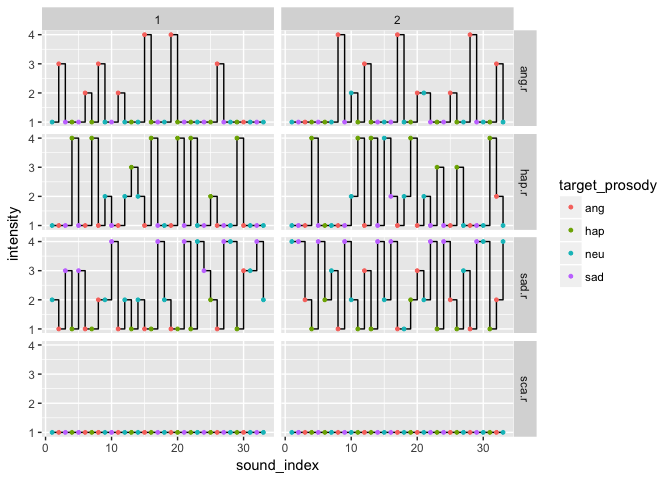 1 2
4
3
2
1
ang.r
4
3
2
1
hap.r
4
3
2
1
sad.r
4
3
2
1
sca.r
0 10 20 30 0 10 20 30
sound_index
intensity
target_prosody
ang
hap
neu
sad